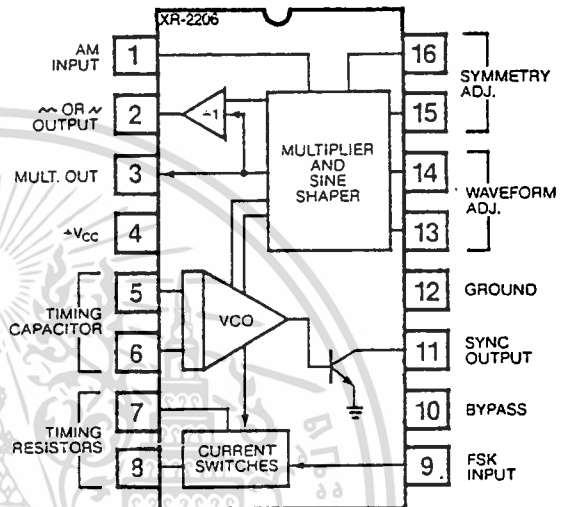 XR-2206
AM
INPUT
1
∼ OR ∼
OUTPUT
2
MULT. OUT
3
+VCC
4
TIMING
CAPACITOR
5
6
TIMING
RESISTORS
7
8
+1
MULTIPLIER
AND
SINE
SHAPER
VCO
CURRENT
SWITCHES
16
15
SYMMETRY
ADJ.
14
13
WAVEFORM
ADJ.
12
GROUND
11
SYNC
OUTPUT
10
BYPASS
9
FSK
INPUT